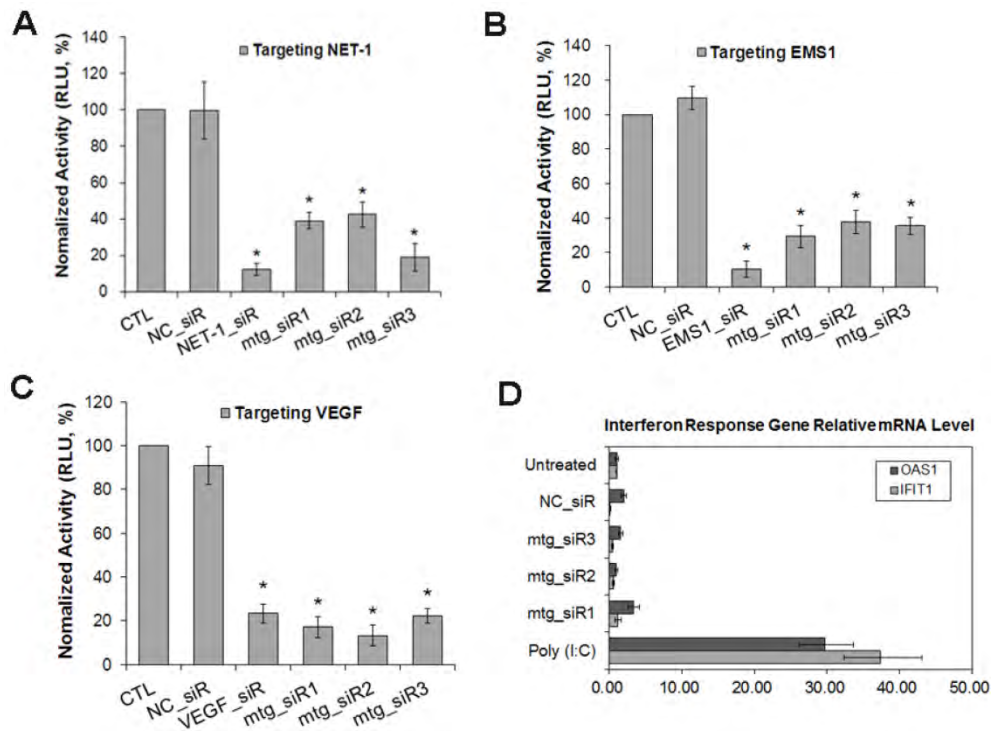 A
Nomalized Activity (RLU, %)
Targeting NET-1
140
120
100
80
60
40
20
0
*
*
*
*
CTL
NC_siR
NET-1_siR
mtg_siR1
mtg_siR2
mtg_siR3
B
Nomalized Activity (RLU, %)
Targeting EMS1
140
120
100
80
60
40
20
0
*
*
*
*
CTL
NC_siR
EMS1_siR
mtg_siR1
mtg_siR2
mtg_siR3
C
Nomalized Activity (RLU, %)
Targeting VEGF
120
100
80
60
40
20
0
*
*
*
*
CTL
NC_siR
VEGF_siR
mtg_siR1
mtg_siR2
mtg_siR3
D
Interferon Response Gene Relative mRNA Level
OAS1
IFIT1
Untreated
NC_siR
mtg_siR3
mtg_siR2
mtg_siR1
Poly (I:C)
0.00
10.00
20.00
30.00
40.00
50.00